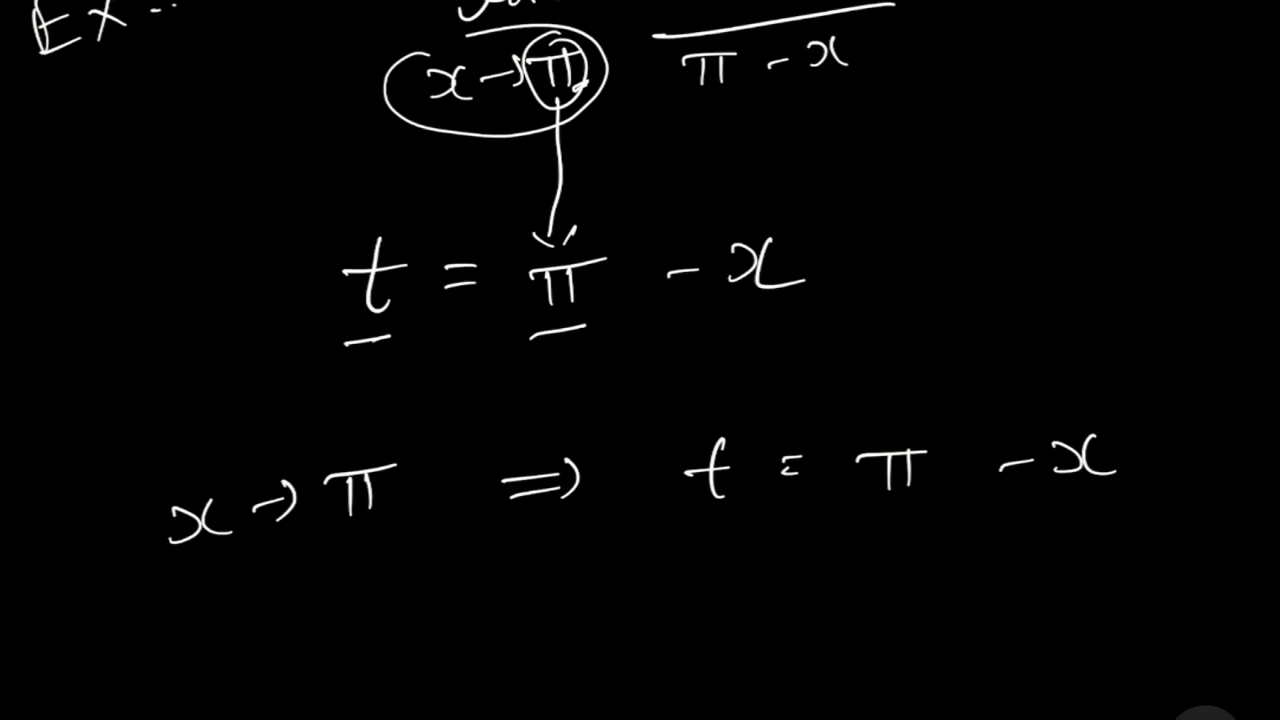 Ex:-
x→π π - x
t = π - x
x→π ⇒ t = π - x